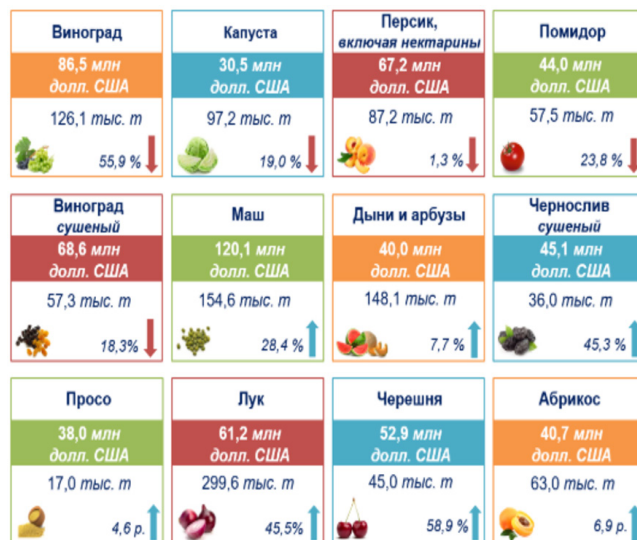 Виноград
86,5 млн
долл. США
126,1 тыс. т
55,9 %
Капуста
30,5 млн
долл. США
97,2 тыс. т
19,0 %
Персик,
включая нектарины
67,2 млн
долл. США
87,2 тыс. т
1,3 %
Помидор
44,0 млн
долл. США
57,5 тыс. т
23,8 %
Виноград
сушеный
68,6 млн
долл. США
57,3 тыс. т
18,3%
Маш
120,1 млн
долл. США
154,6 тыс. т
28,4 %
Дыни и арбузы
40,0 млн
долл. США
148,1 тыс. т
7,7 %
Чернослив
сушеный
45,1 млн
долл. США
36,0 тыс. т
45,3 %
Просо
38,0 млн
долл. США
17,0 тыс. т
4,6 р.
Лук
61,2 млн
долл. США
299,6 тыс. т
45,5%
Черешня
52,9 млн
долл. США
45,0 тыс. т
58,9 %
Абрикос
40,7 млн
долл. США
63,0 тыс. т
6,9 р.